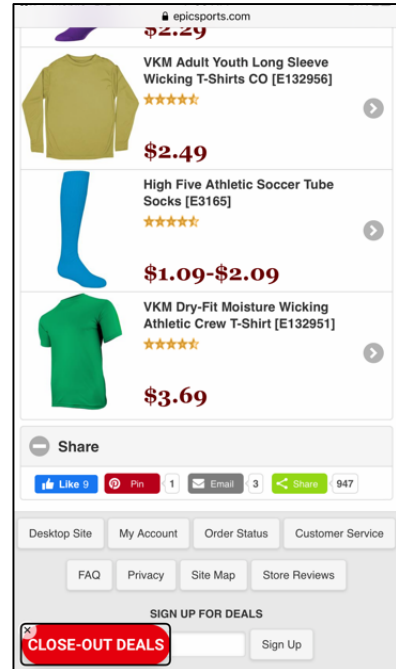 epicsports.com
$2.29
VKM Adult Youth Long Sleeve
Wicking T-Shirts CO [E132956]
$2.49
High Five Athletic Soccer Tube
Socks [E3165]
$1.09-$2.09
VKM Dry-Fit Moisture Wicking
Athletic Crew T-Shirt [E132951]
$3.69
Share
Like 9 Pin 1 Email 3 Share 947
Desktop Site My Account Order Status Customer Service
FAQ Privacy Site Map Store Reviews
SIGN UP FOR DEALS
CLOSE-OUT DEALS Sign Up